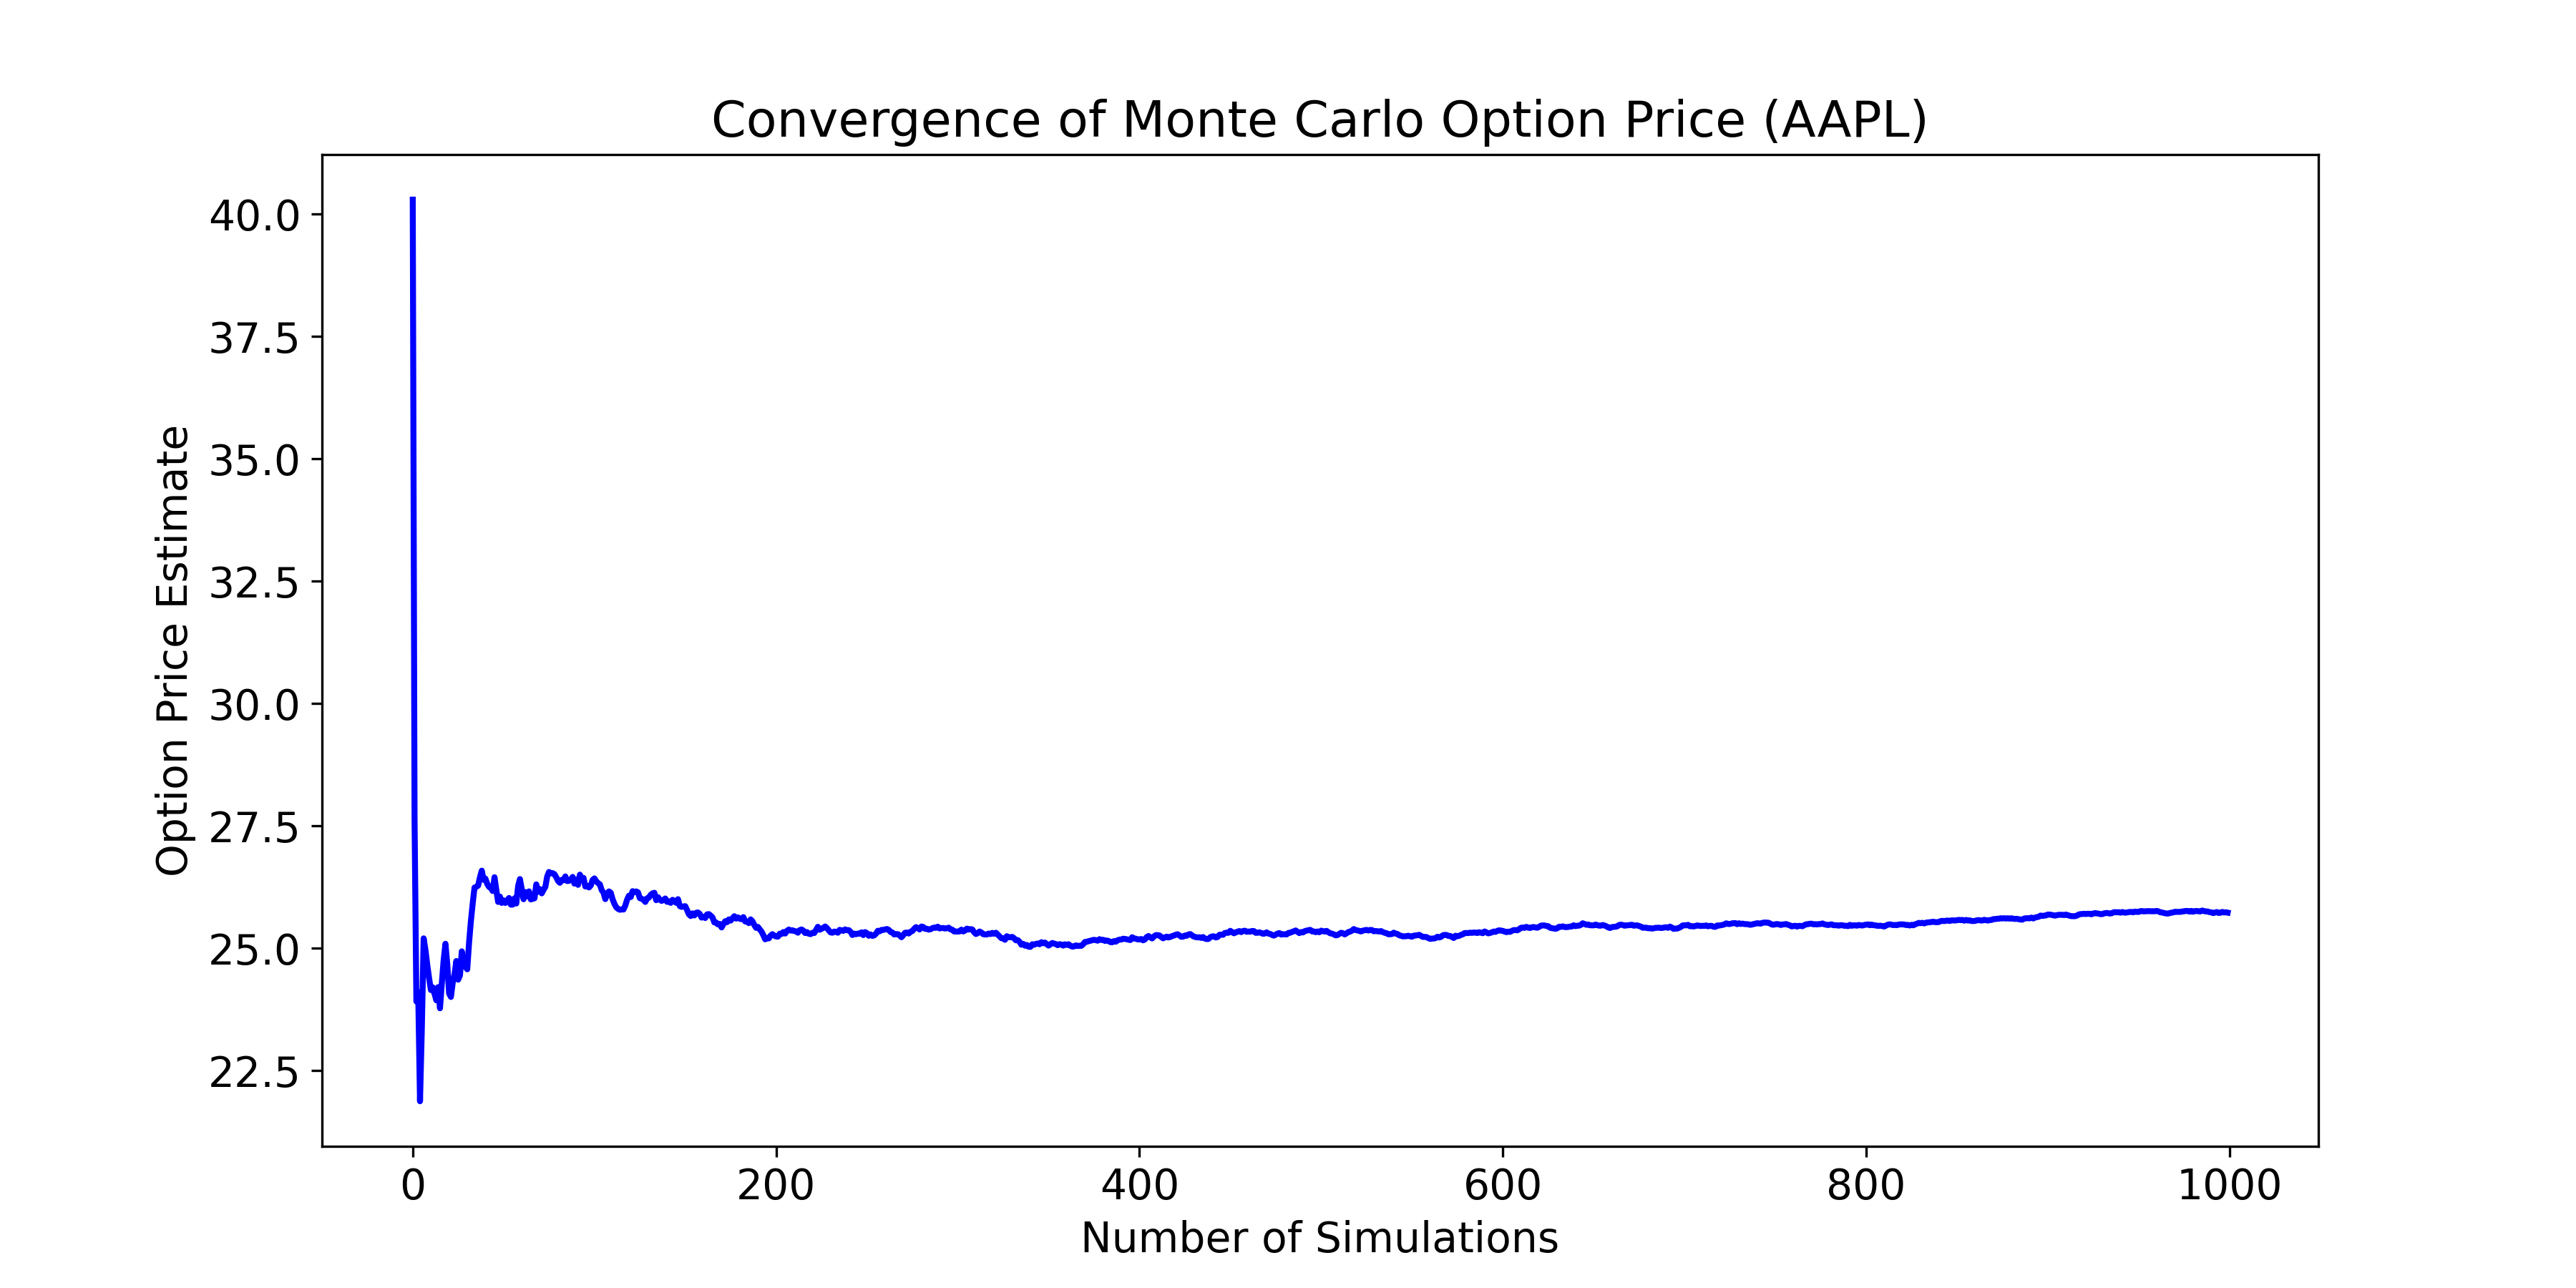 Convergence of Monte Carlo Option Price (AAPL)
Option Price Estimate
40.0
37.5
35.0
32.5
30.0
27.5
25.0
22.5
0 200 400 600 800 1000
Number of Simulations